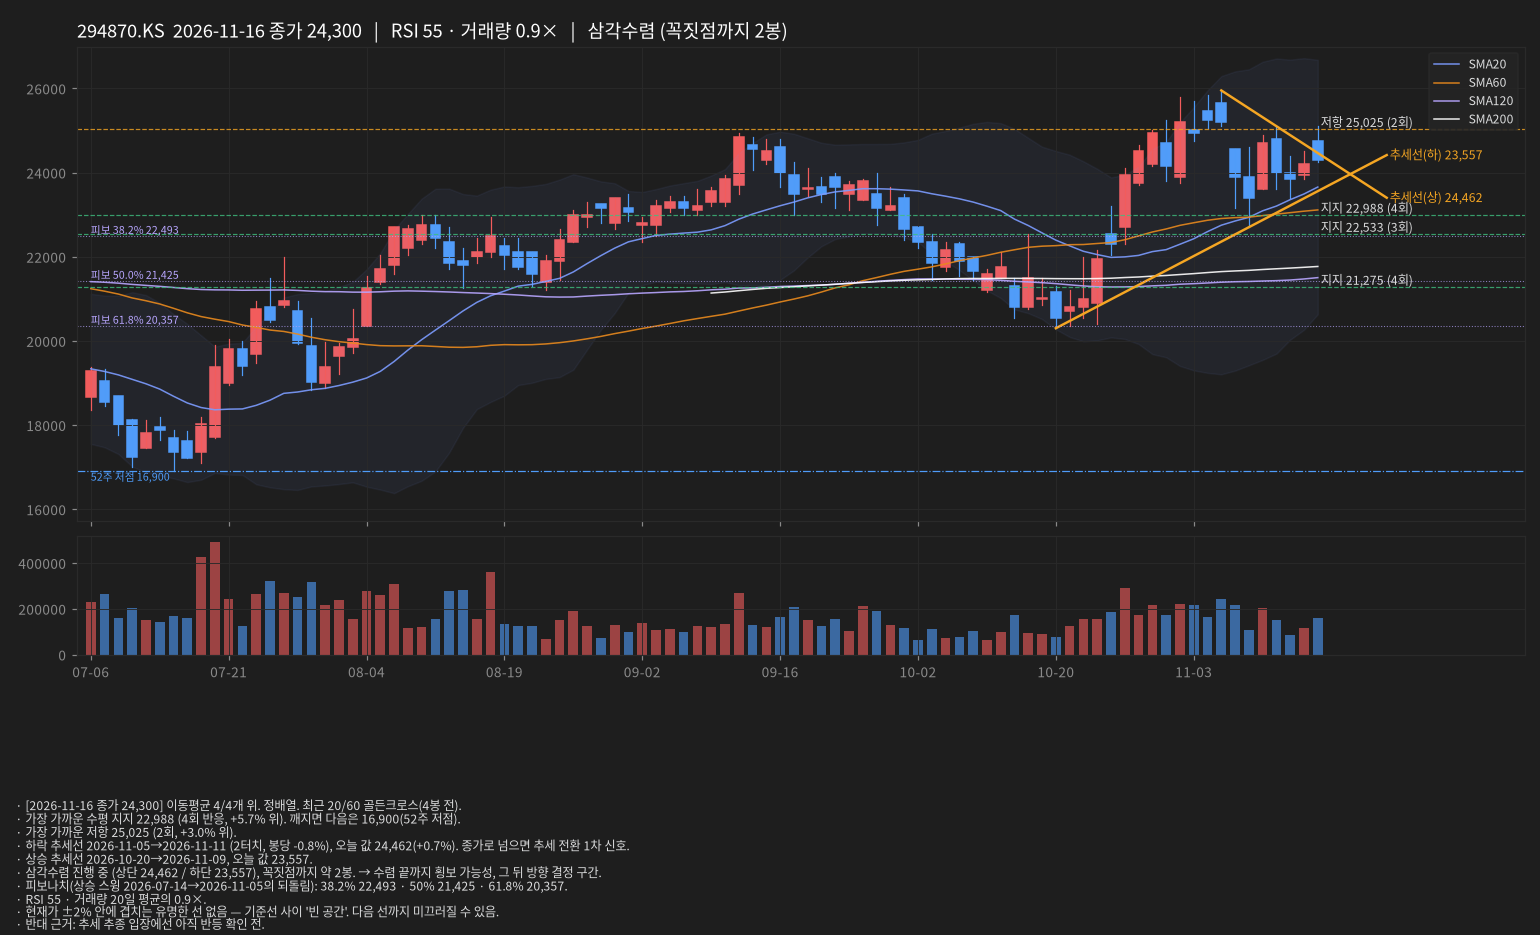 294870.KS 2026-11-16 종가 24,300 | RSI 55 · 거래량 0.9× | 삼각수렴 (꼭짓점까지 2봉)
SMA20
SMA60
SMA120
SMA200
26000
24000
22000
20000
18000
16000
저항 25,025 (2회)
추세선(하) 23,557
추세선(상) 24,462
지지 22,988 (4회)
지지 22,533 (3회)
지지 21,275 (4회)
피보 38.2% 22,493
피보 50.0% 21,425
피보 61.8% 20,357
52주 저점 16,900
400000
200000
0
07-06 07-21 08-04 08-19 09-02 09-16 10-02 10-20 11-03
· [2026-11-16 종가 24,300] 이동평균 4/4개 위. 정배열. 최근 20/60 골든크로스(4봉 전).
· 가장 가까운 수평 지지 22,988 (4회 반응, +5.7% 위). 깨지면 다음은 16,900(52주 저점).
· 가장 가까운 저항 25,025 (2회, +3.0% 위).
· 하락 추세선 2026-11-05→2026-11-11 (2터치, 봉당 -0.8%), 오늘 값 24,462(+0.7%). 종가로 넘으면 추세 전환 1차 신호.
· 상승 추세선 2026-10-20→2026-11-09, 오늘 값 23,557.
· 삼각수렴 진행 중 (상단 24,462 / 하단 23,557), 꼭짓점까지 약 2봉. → 수렴 끝까지 횡보 가능성, 그 뒤 방향 결정 구간.
· 피보나치(상승 스윙 2026-07-14→2026-11-05의 되돌림): 38.2% 22,493 · 50% 21,425 · 61.8% 20,357.
· RSI 55 · 거래량 20일 평균의 0.9×.
· 현재가 ±2% 안에 겹치는 유명한 선 없음 — 기준선 사이 '빈 공간'. 다음 선까지 미끄러질 수 있음.
· 반대 근거: 추세 추종 입장에선 아직 반등 확인 전.